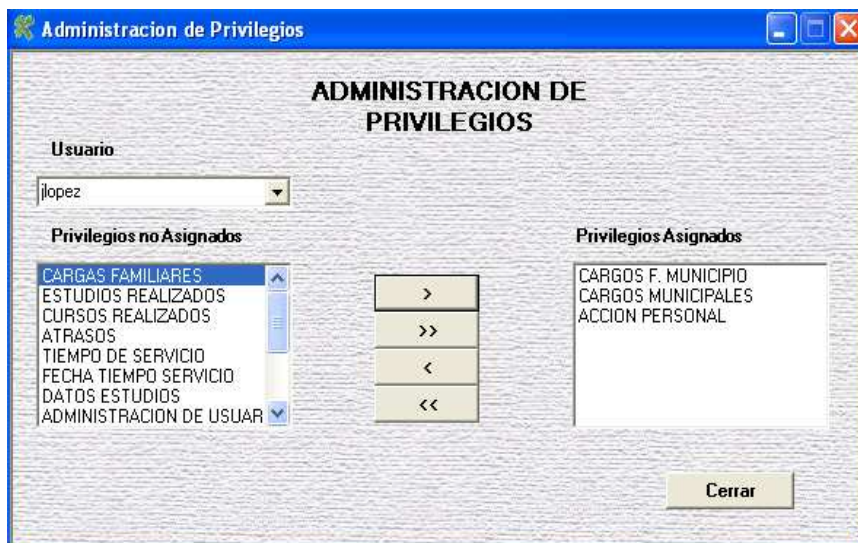 Administracion de Privilegios
ADMINISTRACION DE
PRIVILEGIOS
Usuario
jlopez
Privilegios no Asignados
CARGAS FAMILIARES
ESTUDIOS REALIZADOS
CURSOS REALIZADOS
ATRASOS
TIEMPO DE SERVICIO
FECHA TIEMPO SERVICIO
DATOS ESTUDIOS
ADMINISTRACION DE USUAR
>
>>
<
<<
Privilegios Asignados
CARGOS F. MUNICIPIO
CARGOS MUNICIPALES
ACCION PERSONAL
Cerrar